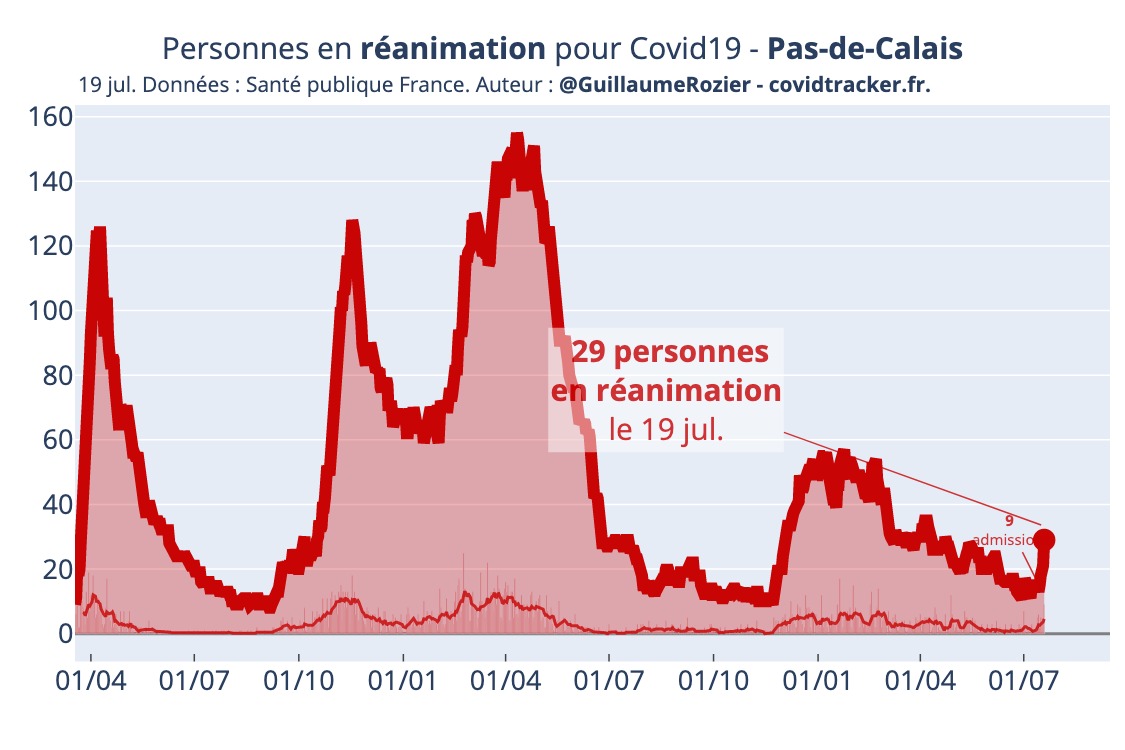 Personnes en réanimation pour Covid19 - Pas-de-Calais
19 jul. Données : Santé publique France. Auteur : @GuillaumeRozier - covidtracker.fr.
160
140
120
100
80
60
40
20
0
29 personnes
en réanimation
le 19 jul.
9
admissio
01/04 01/07 01/10 01/01 01/04 01/07 01/10 01/01 01/04 01/07